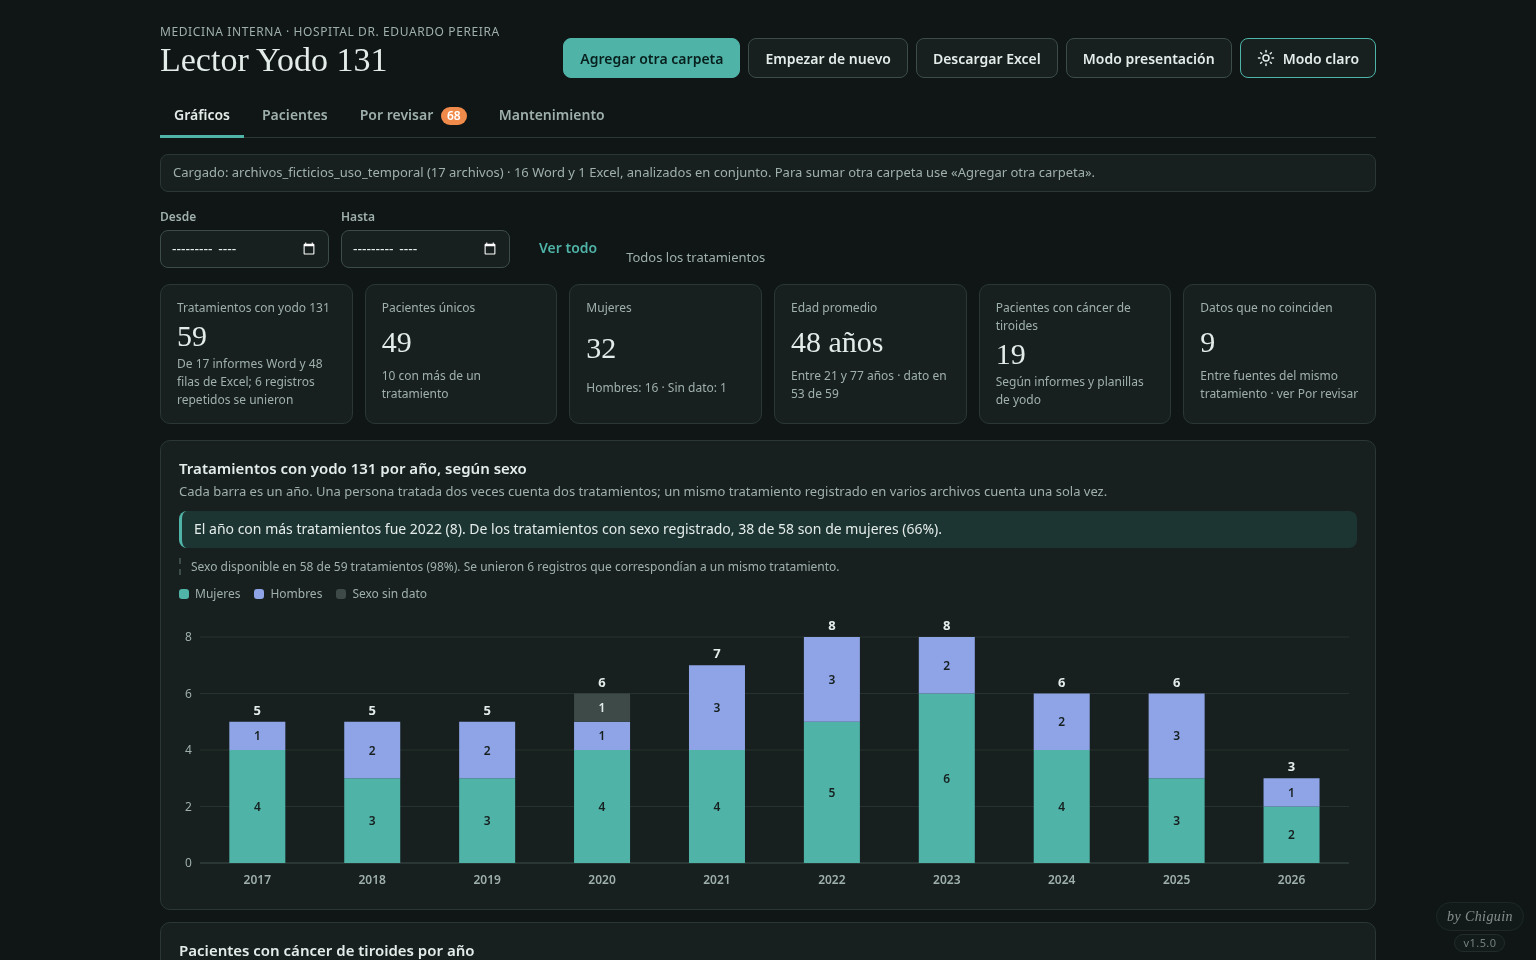 MEDICINA INTERNA · HOSPITAL DR. EDUARDO PEREIRA
Lector Yodo 131
Agregar otra carpeta
Empezar de nuevo
Descargar Excel
Modo presentación
Modo claro
Gráficos
Pacientes
Por revisar 68
Mantenimiento
Cargado: archivos_ficticios_uso_temporal (17 archivos) · 16 Word y 1 Excel, analizados en conjunto. Para sumar otra carpeta use «Agregar otra carpeta».
Desde
Hasta
--------- ----
--------- ----
Ver todo
Todos los tratamientos
Tratamientos con yodo 131
59
De 17 informes Word y 48
filas de Excel; 6 registros
repetidos se unieron
Pacientes únicos
49
10 con más de un
tratamiento
Mujeres
32
Hombres: 16 · Sin dato: 1
Edad promedio
48 años
Entre 21 y 77 años · dato en
53 de 59
Pacientes con cáncer de
tiroides
19
Según informes y planillas
de yodo
Datos que no coinciden
9
Entre fuentes del mismo
tratamiento · ver Por revisar
Tratamientos con yodo 131 por año, según sexo
Cada barra es un año. Una persona tratada dos veces cuenta dos tratamientos; un mismo tratamiento registrado en varios archivos cuenta una sola vez.
El año con más tratamientos fue 2022 (8). De los tratamientos con sexo registrado, 38 de 58 son de mujeres (66%).
Sexo disponible en 58 de 59 tratamientos (98%). Se unieron 6 registros que correspondían a un mismo tratamiento.
Mujeres Hombres Sexo sin dato
8
6
4
2
0
5
1
4
5
2
3
5
2
3
6
1
1
4
7
3
4
8
3
5
8
2
6
6
2
4
6
3
3
3
1
2
2017 2018 2019 2020 2021 2022 2023 2024 2025 2026
Pacientes con cáncer de tiroides por año
by Chiguin
v1.5.0